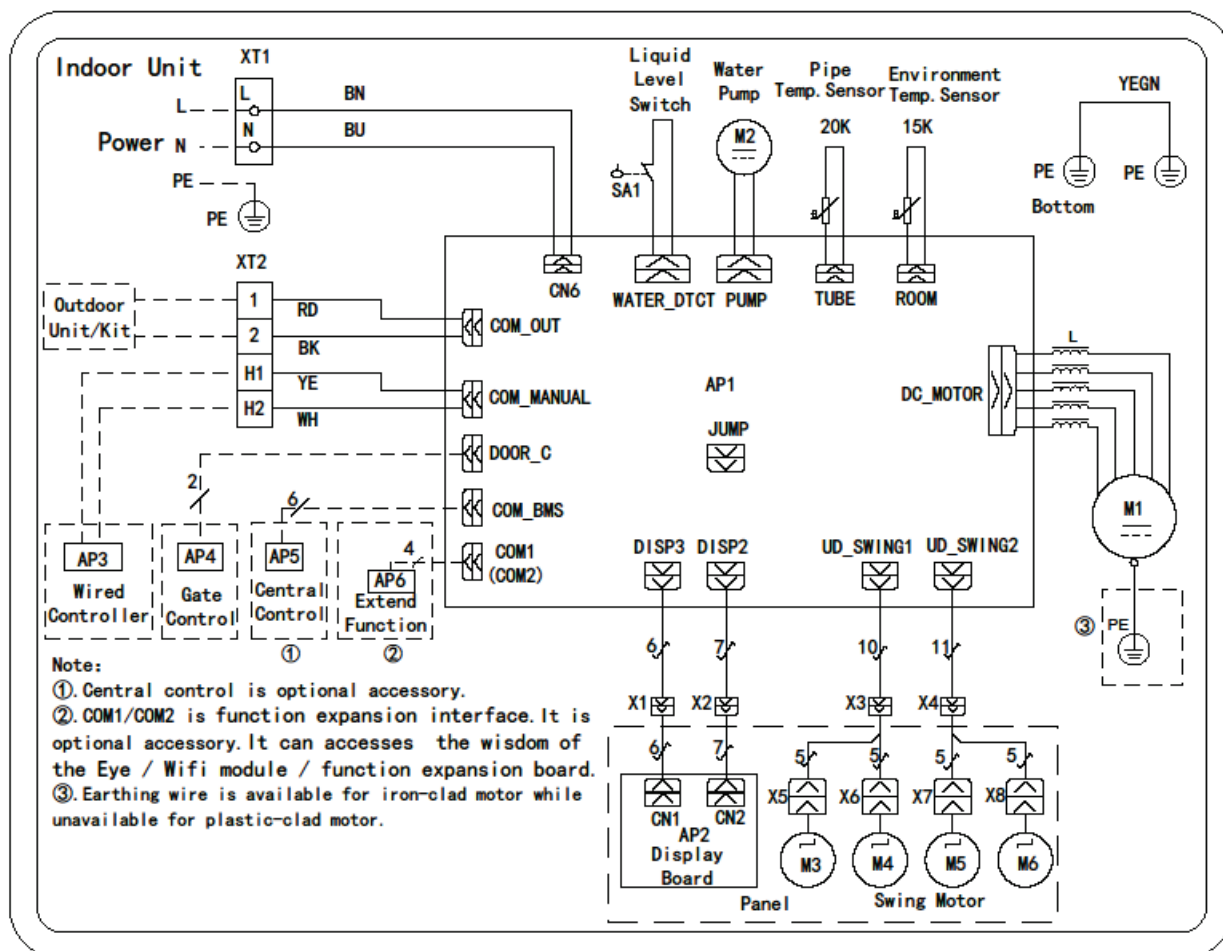 Indoor Unit
XT1
L
L
BN
N
Power N
BU
PE
PE
Liquid
Level
Switch
SA1
Water
Pump
M2
Pipe
Temp.Sensor
20K
Environment
Temp.Sensor
15K
YEGN
PE
PE
Bottom
CN6
WATER_DTCT
PUMP
TUBE
ROOM
XT2
Outdoor
Unit/Kit
1
RD
2
BK
H1
YE
H2
WH
COM_OUT
COM_MANUAL
DOOR_C
COM_BMS
COM1
(COM2)
AP1
JUMP
DC_MOTOR
L
M1
③
PE
2
6
4
AP3
Wired
Controller
AP4
Gate
Control
AP5
Central
Control
AP6
Extend
Function
①
②
DISP3
DISP2
UD_SWING1
UD_SWING2
6
7
10
11
X1
X2
X3
X4
6
7
5
5
5
5
X5
X6
X7
X8
CN1
CN2
AP2
Display
Board
M3
M4
M5
M6
Panel
Swing Motor
Note:
①.Central control is optional accessory.
②.COM1/COM2 is function expansion interface.It is
optional accessory.It can accesses the wisdom of
the Eye / Wifi module / function expansion board.
③.Earthing wire is available for iron-clad motor while
unavailable for plastic-clad motor.